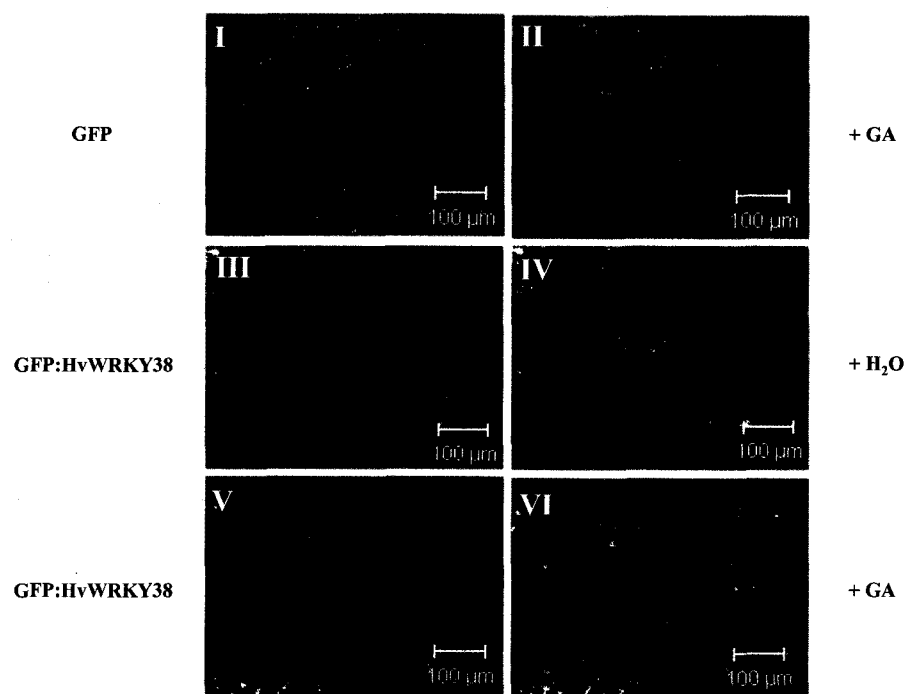 I
II
GFP
+ GA
100 µm
100 µm
III
IV
GFP:HvWRKY38
+ H₂O
100 µm
100 µm
V
VI
GFP:HvWRKY38
+ GA
100 µm
100 µm